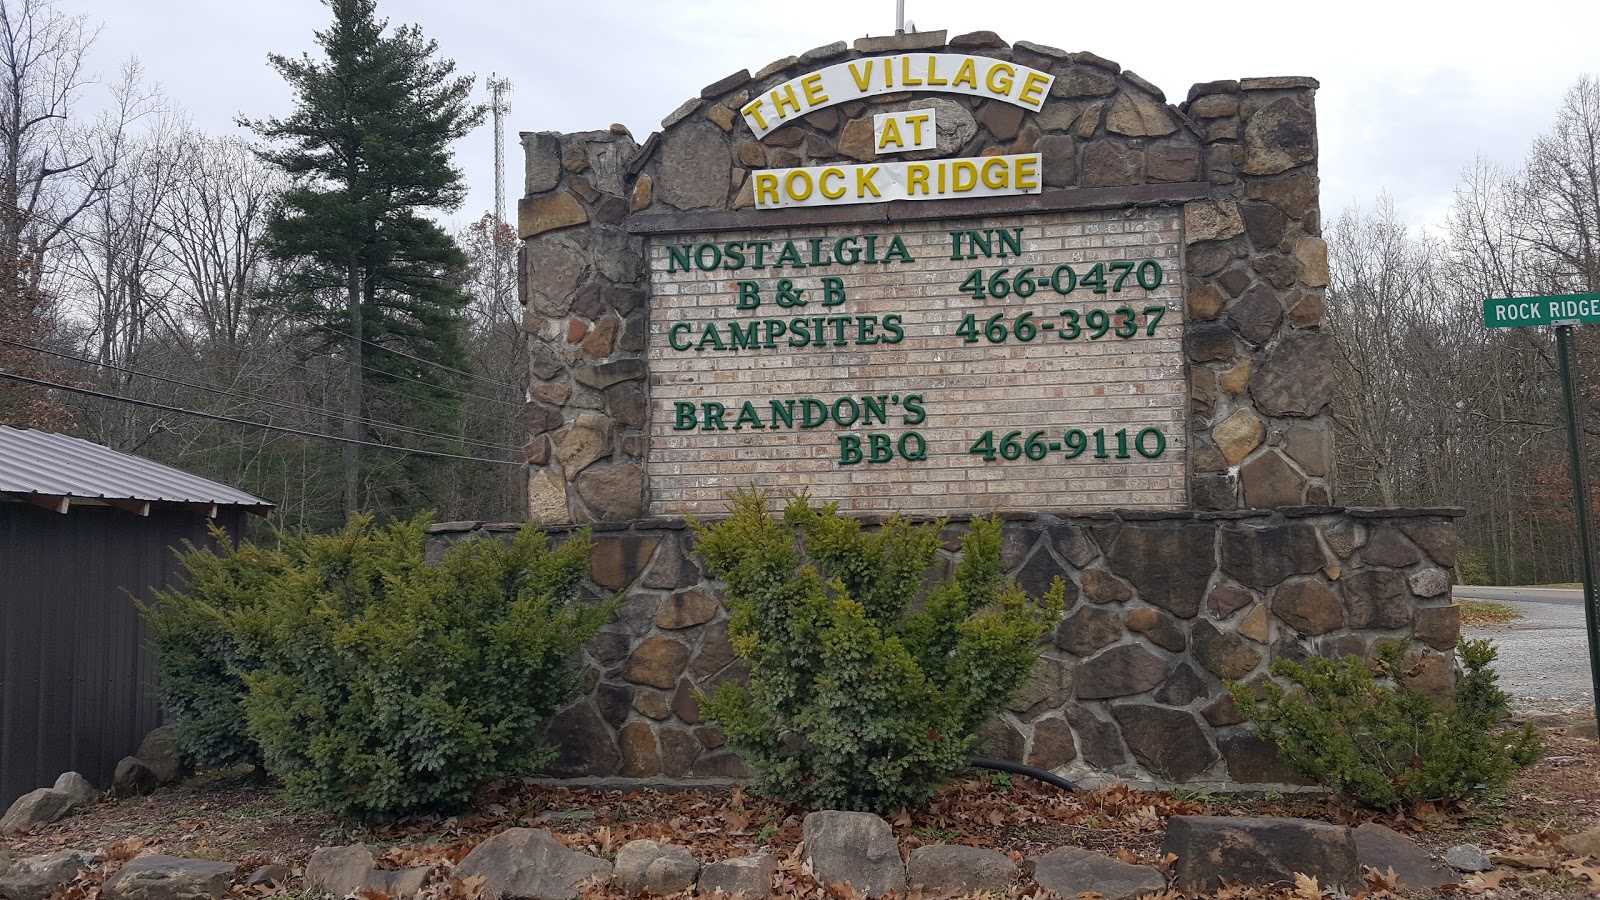 THE VILLAGE
AT
ROCK RIDGE
NOSTALGIA INN
B & B 466-0470
CAMPSITES 466-3937
BRANDON'S
BBQ 466-9110
ROCK RIDGE